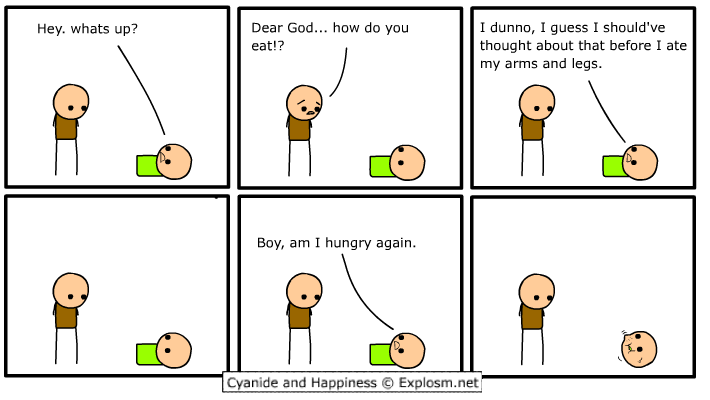 Hey. whats up?
Dear God... how do you
eat!?
I dunno, I guess I should've
thought about that before I ate
my arms and legs.
Boy, am I hungry again.
Cyanide and Happiness © Explosm.net